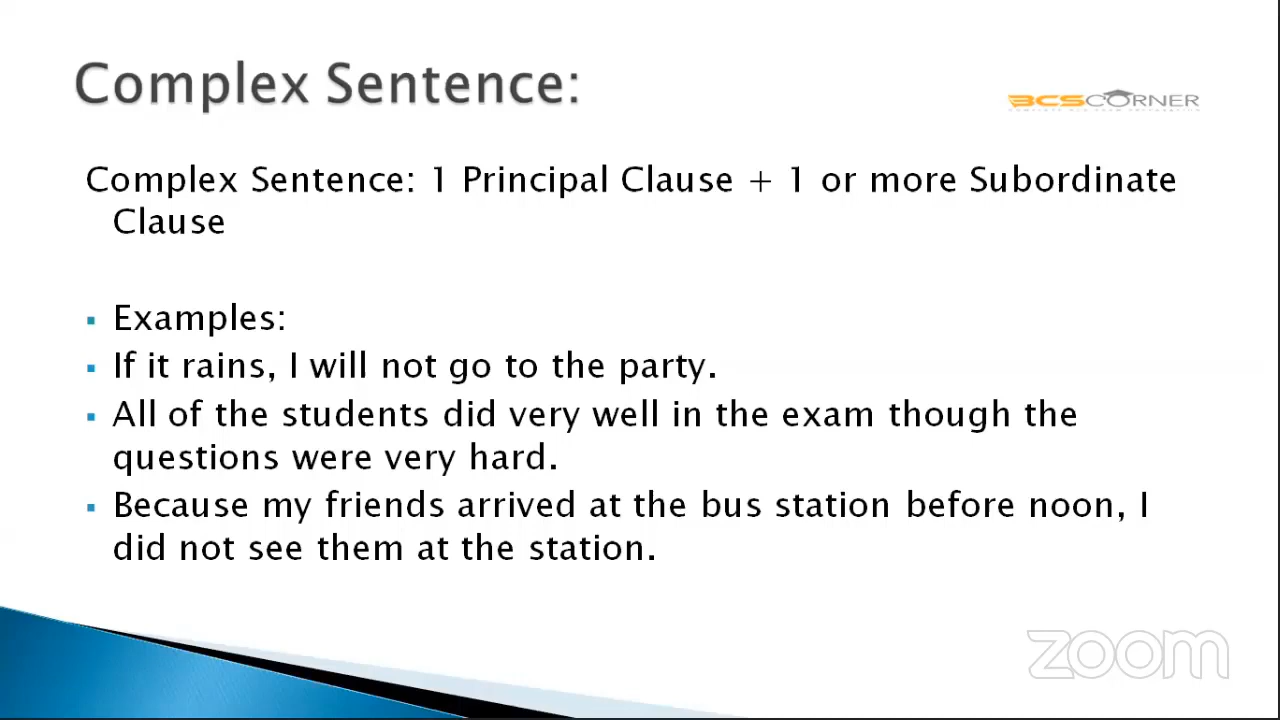 Complex Sentence:
BCSCORNER
Complex Sentence: 1 Principal Clause + 1 or more Subordinate
Clause
▪ Examples:
▪ If it rains, I will not go to the party.
▪ All of the students did very well in the exam though the
questions were very hard.
▪ Because my friends arrived at the bus station before noon, I
did not see them at the station.
zoom